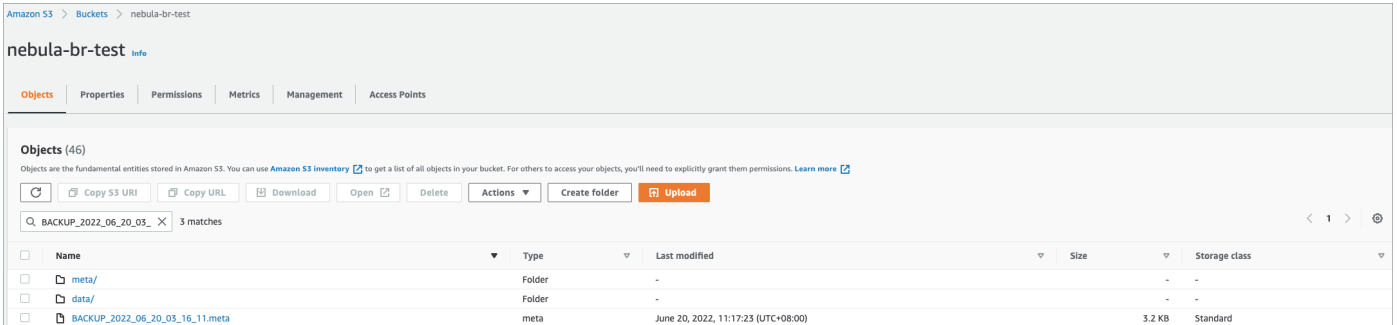 Amazon S3 > Buckets > nebula-br-test
nebula-br-test Info
Objects Properties Permissions Metrics Management Access Points
Objects (46)
Objects are the fundamental entities stored in Amazon S3. You can use Amazon S3 inventory to get a list of all objects in your bucket. For others to access your objects, you'll need to explicitly grant them permissions. Learn more
Copy S3 URI Copy URL Download Open Delete Actions Create folder Upload
BACKUP_2022_06_20_03_ 3 matches < 1 >
Name Type Last modified Size Storage class
meta/ Folder - - -
data/ Folder - - -
BACKUP_2022_06_20_03_16_11.meta meta June 20, 2022, 11:17:23 (UTC+08:00) 3.2 KB Standard